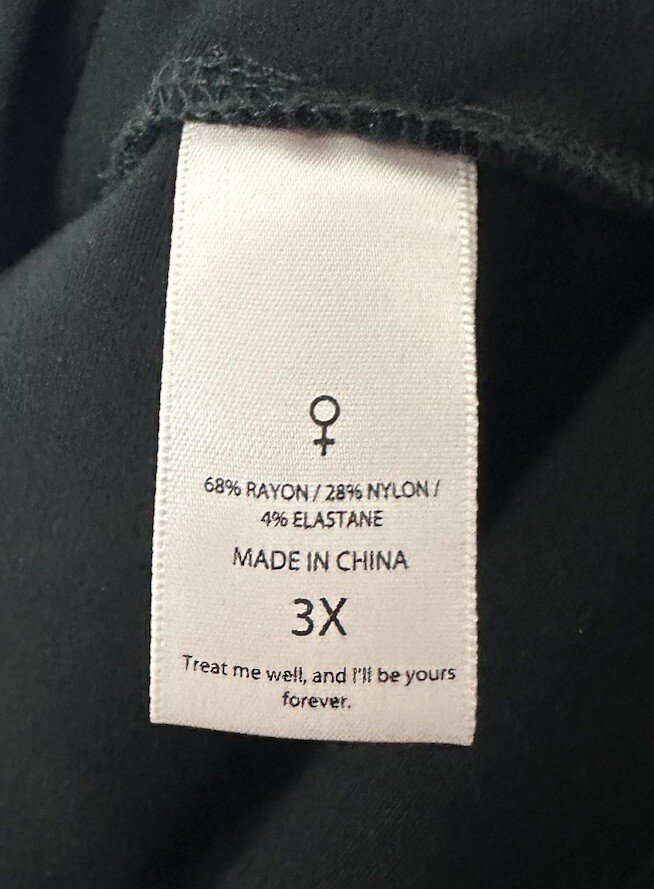 68% RAYON / 28% NYLON /
4% ELASTANE
MADE IN CHINA
3X
Treat me well, and I'll be yours
forever.